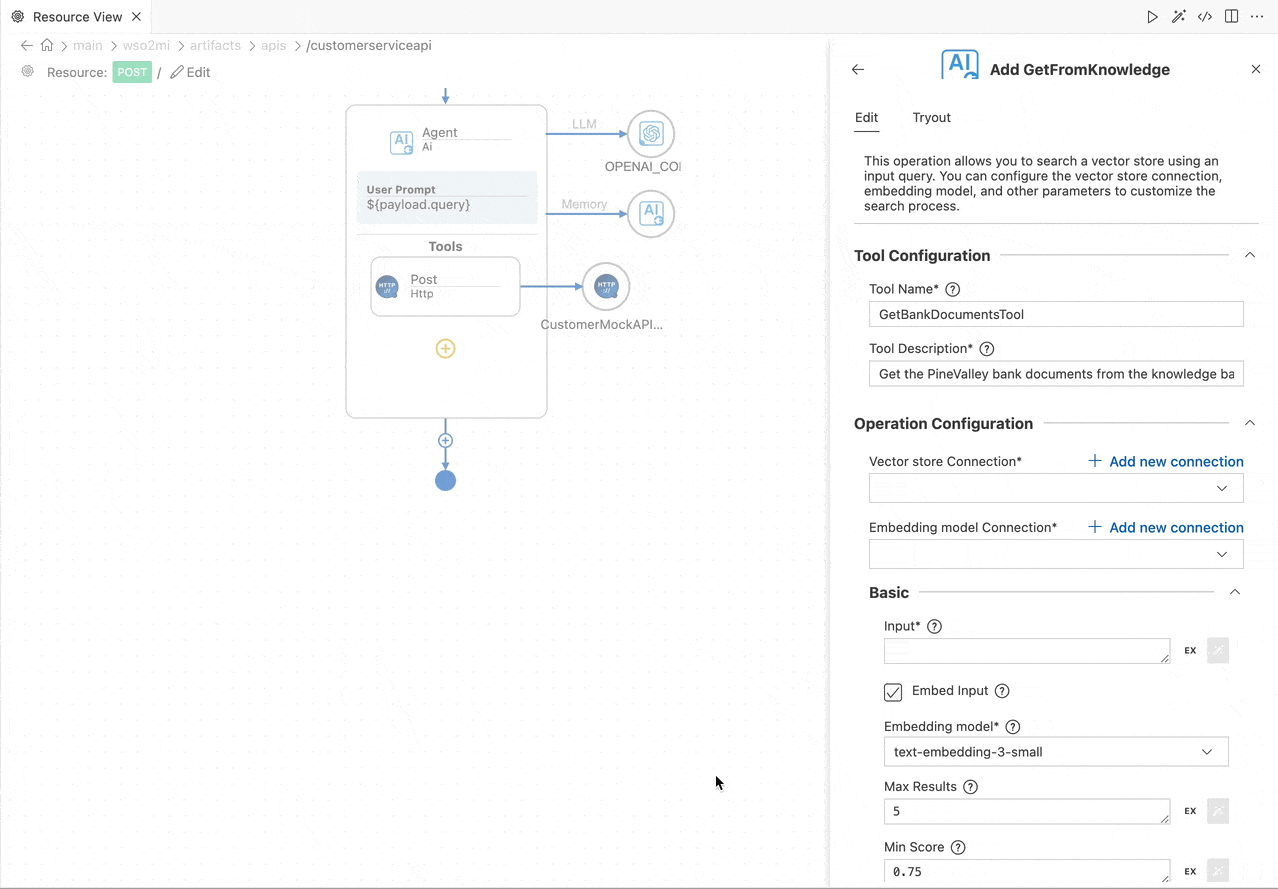 Resource View
main wso2mi artifacts apis /customerserviceapi
Resource: POST / Edit
Agent
Ai
LLM
OPENAI_CO
User Prompt
${payload.query}
Memory
Tools
Post
Http
CustomerMockAPI...
Add GetFromKnowledge
Edit Tryout
This operation allows you to search a vector store using an
input query. You can configure the vector store connection,
embedding model, and other parameters to customize the
search process.
Tool Configuration
Tool Name*
GetBankDocumentsTool
Tool Description*
Get the PineValley bank documents from the knowledge ba
Operation Configuration
Vector store Connection* Add new connection
Embedding model Connection* Add new connection
Basic
Input*
EX
Embed Input
Embedding model*
text-embedding-3-small
Max Results
5 EX
Min Score
0.75 EX